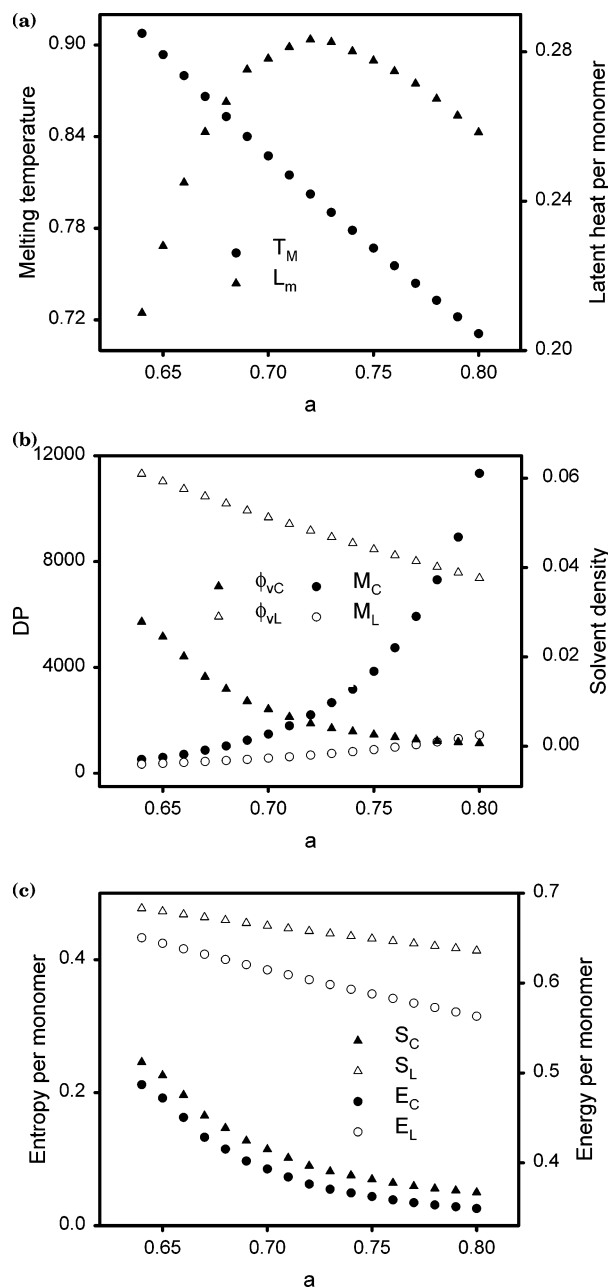 (a)
0.90
0.84
0.78
0.72
Melting temperature
0.28
0.24
0.20
Latent heat per monomer
T_M
L_m
0.65 0.70 0.75 0.80
a
(b)
12000
8000
4000
0
DP
0.06
0.04
0.02
0.00
Solvent density
ϕ_vC M_C
ϕ_vL M_L
0.65 0.70 0.75 0.80
a
(c)
0.4
0.2
0.0
Entropy per monomer
0.7
0.6
0.5
0.4
Energy per monomer
S_C
S_L
E_C
E_L
0.65 0.70 0.75 0.80
a